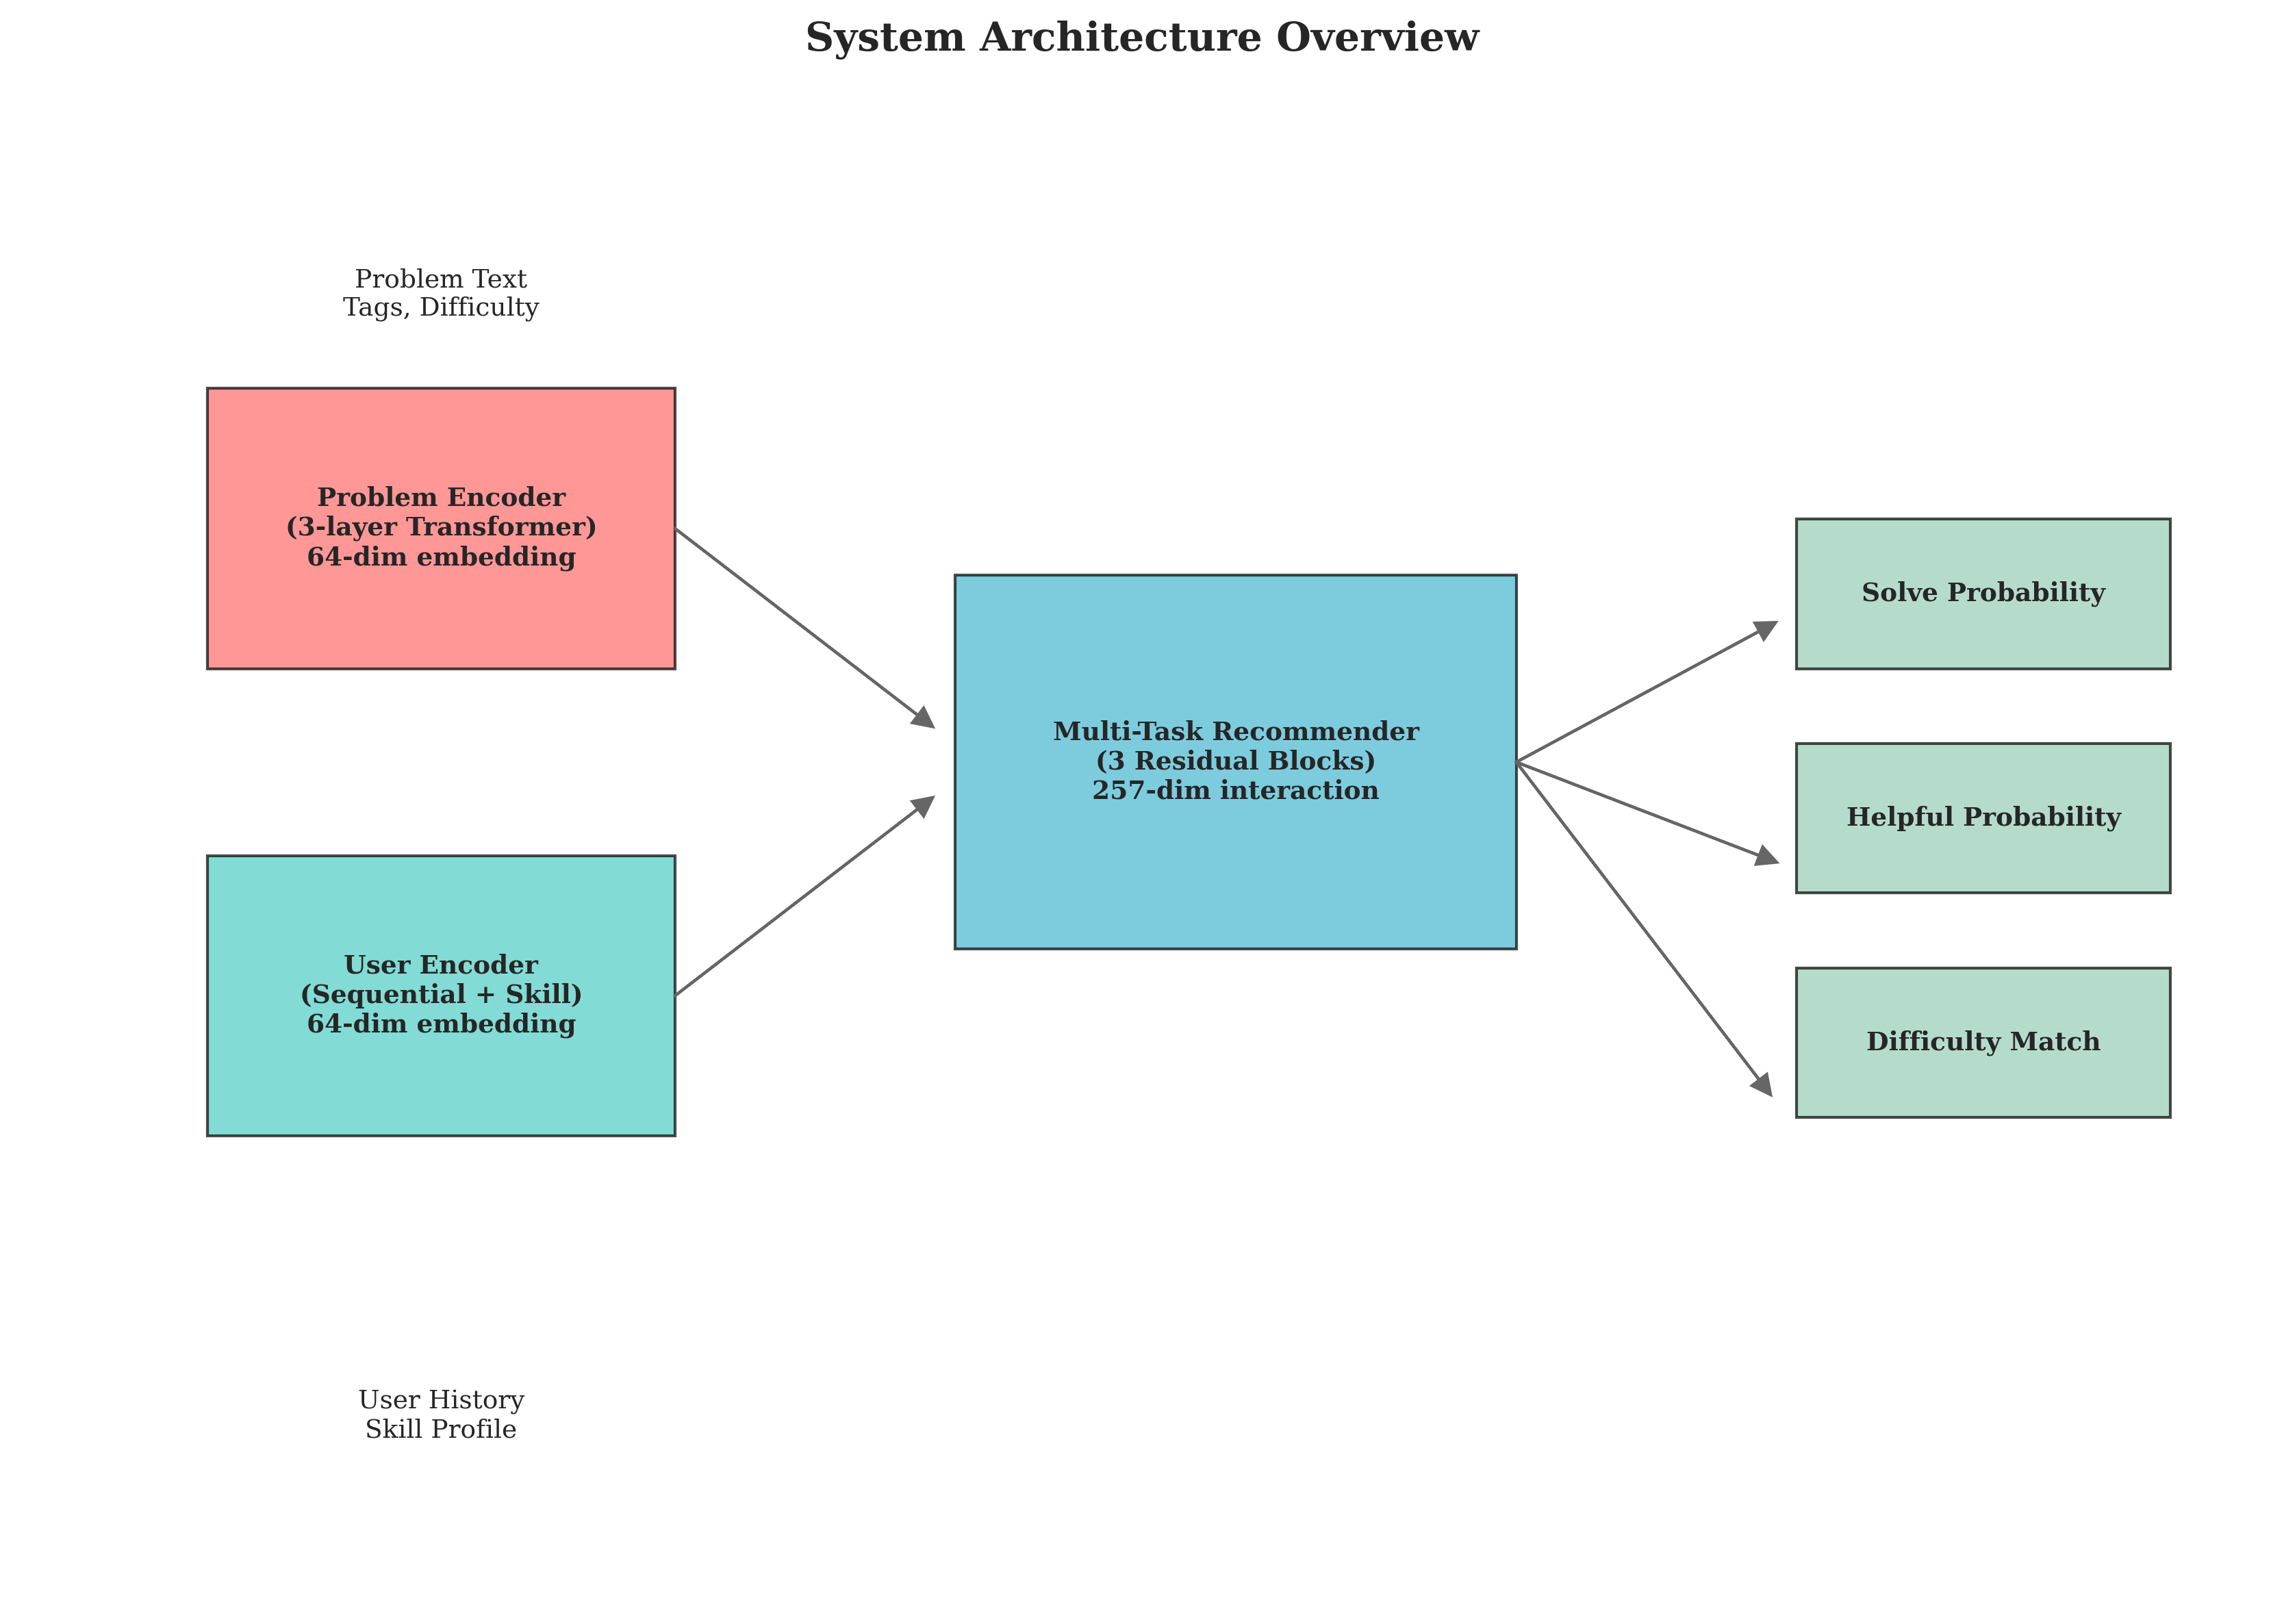 System Architecture Overview
Problem Text
Tags, Difficulty
Problem Encoder
(3-layer Transformer)
64-dim embedding
User Encoder
(Sequential + Skill)
64-dim embedding
User History
Skill Profile
Multi-Task Recommender
(3 Residual Blocks)
257-dim interaction
Solve Probability
Helpful Probability
Difficulty Match